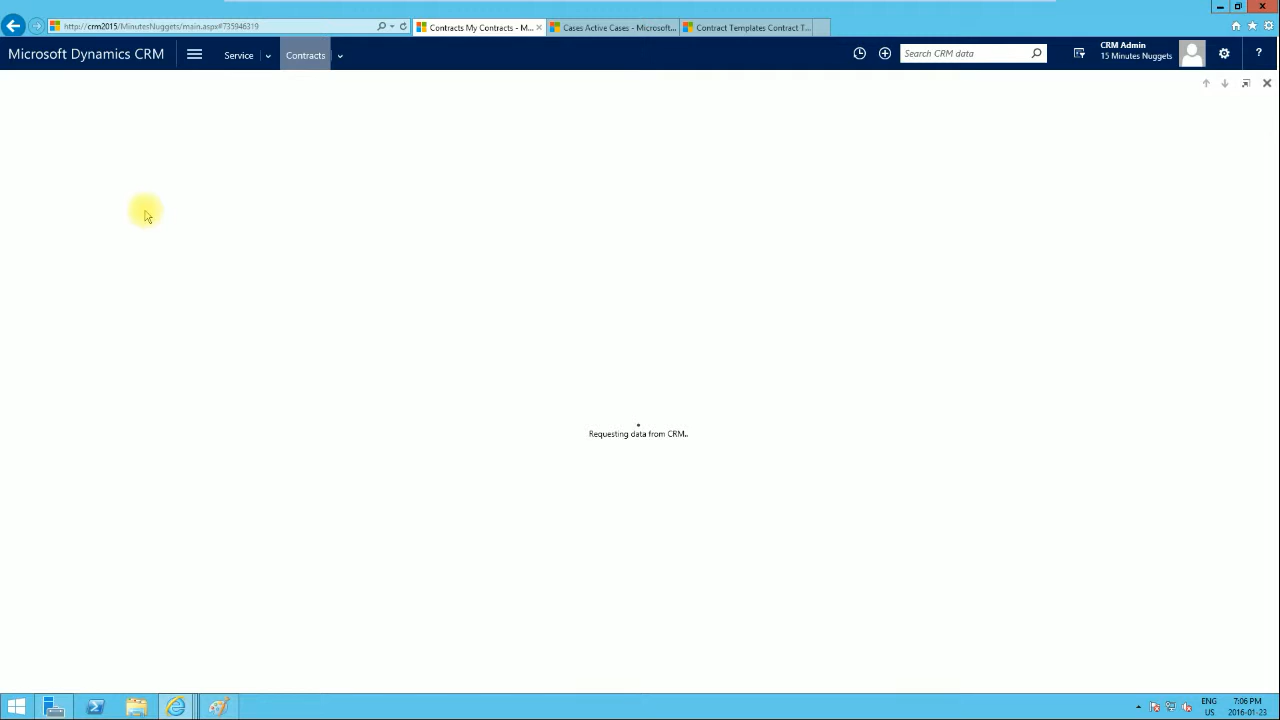 http://crm2015/MinutesNuggets/main.aspx#735946319
Contracts My Contracts - M...
Cases Active Cases - Microsoft...
Contract Templates Contract T...
Microsoft Dynamics CRM
Service
Contracts
Search CRM data
CRM Admin
15 Minutes Nuggets
?
Requesting data from CRM..
ENG
US
7:06 PM
2016-01-23